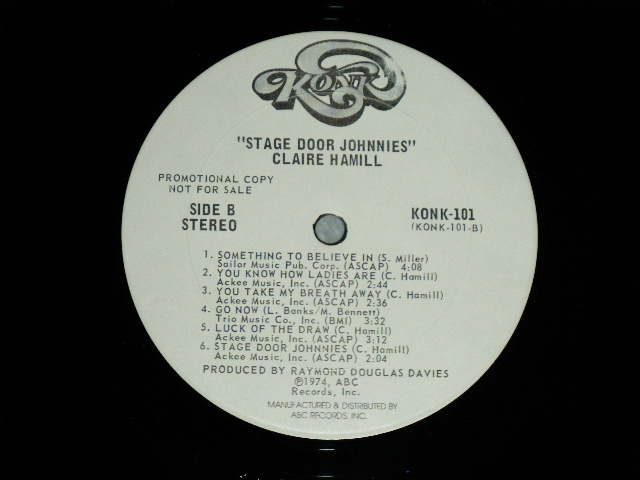 KONK
"STAGE DOOR JOHNNIES"
CLAIRE HAMILL
PROMOTIONAL COPY
NOT FOR SALE
SIDE B
STEREO
KONK-101
(KONK-101-B)
1. SOMETHING TO BELIEVE IN (S. Miller)
Sailor Music Pub. Corp. (ASCAP) 4:08
2. YOU KNOW HOW LADIES ARE (C. Hamill)
Ackee Music, Inc. (ASCAP) 2:44
3. YOU TAKE MY BREATH AWAY (C. Hamill)
Ackee Music, Inc. (ASCAP) 2:36
4. GO NOW (L. Banks/M. Bennett)
Trio Music Co., Inc. (BMI) 3:32
5. LUCK OF THE DRAW (C. Hamill)
Ackee Music, Inc. (ASCAP) 3:12
6. STAGE DOOR JOHNNIES (C. Hamill)
Ackee Music, Inc. (ASCAP) 2:04
PRODUCED BY RAYMOND DOUGLAS DAVIES
℗1974, ABC
Records, Inc.
MANUFACTURED & DISTRIBUTED BY
ABC RECORDS, INC.